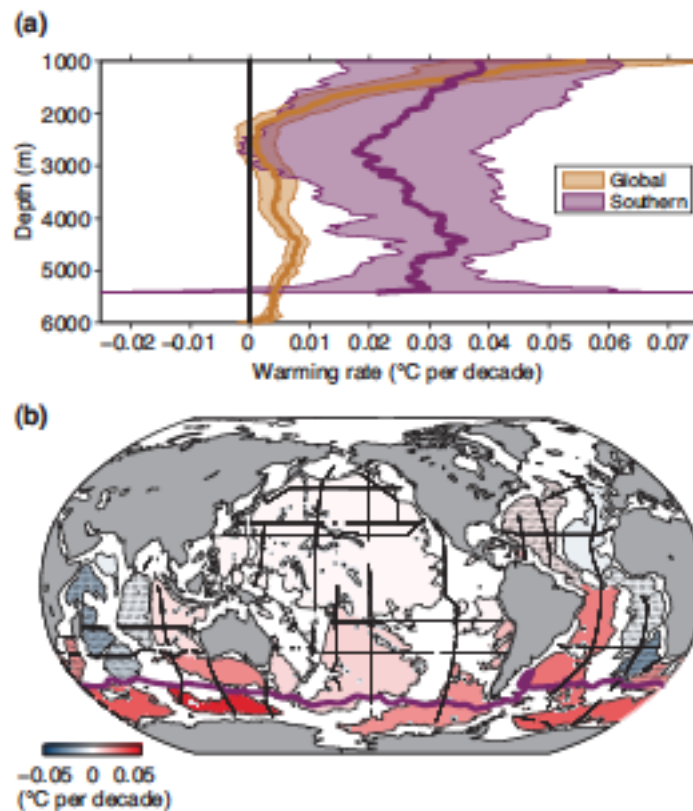 (a)
1000
2000
3000
4000
5000
6000
Depth (m)
Global
Southern
−0.02 −0.01 0 0.01 0.02 0.03 0.04 0.05 0.06 0.07
Warming rate (°C per decade)
(b)
−0.05 0 0.05
(°C per decade)